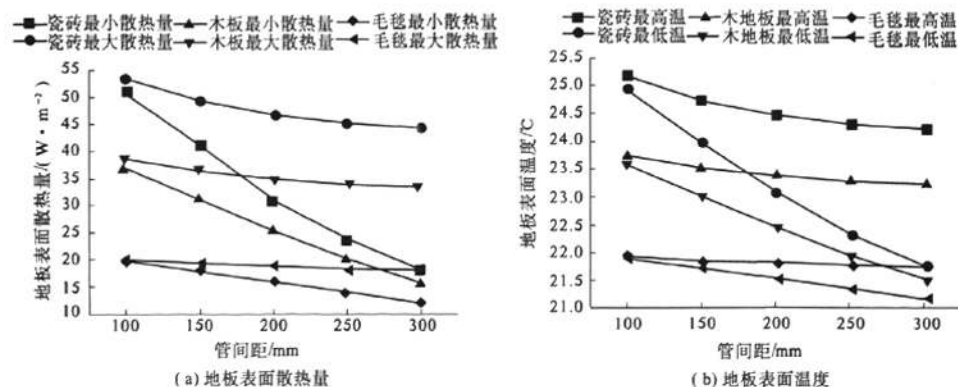 瓷砖最小散热量 木板最小散热量 毛毯最小散热量
瓷砖最大散热量 木板最大散热量 毛毯最大散热量
地板表面散热量/(W·m⁻²)
55
50
45
40
35
30
25
20
15
10
100 150 200 250 300
管间距/mm
(a)地板表面散热量
瓷砖最高温 木地板最高温 毛毯最高温
瓷砖最低温 木地板最低温 毛毯最低温
地板表面温度/℃
25.5
25.0
24.5
24.0
23.5
23.0
22.5
22.0
21.5
21.0
100 150 200 250 300
管间距/mm
(b)地板表面温度